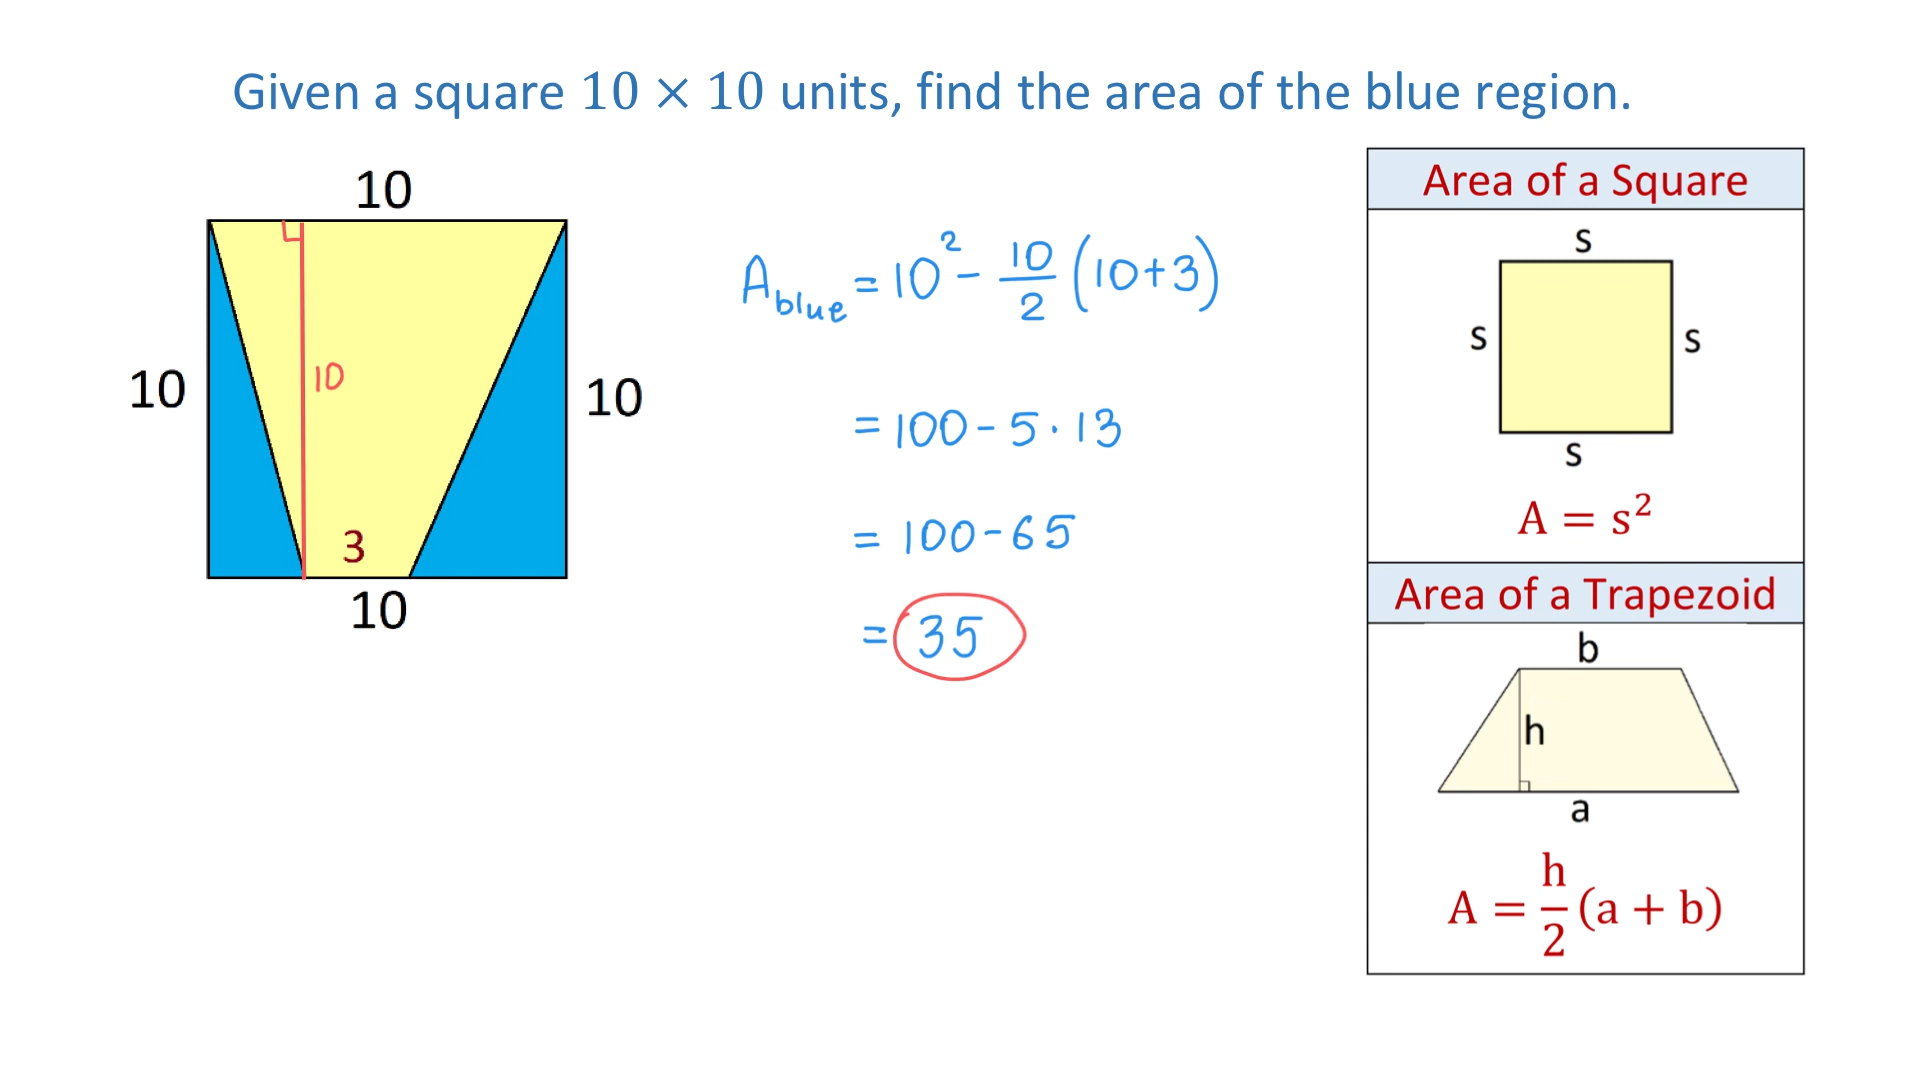 Given a square 10 × 10 units, find the area of the blue region.
10
10
10
10
3
10
A_blue = 10² - 10/2 (10+3)
= 100 - 5 · 13
= 100 - 65
= 35
Area of a Square
s
s
s
s
A = s²
Area of a Trapezoid
b
h
a
A = h/2 (a + b)